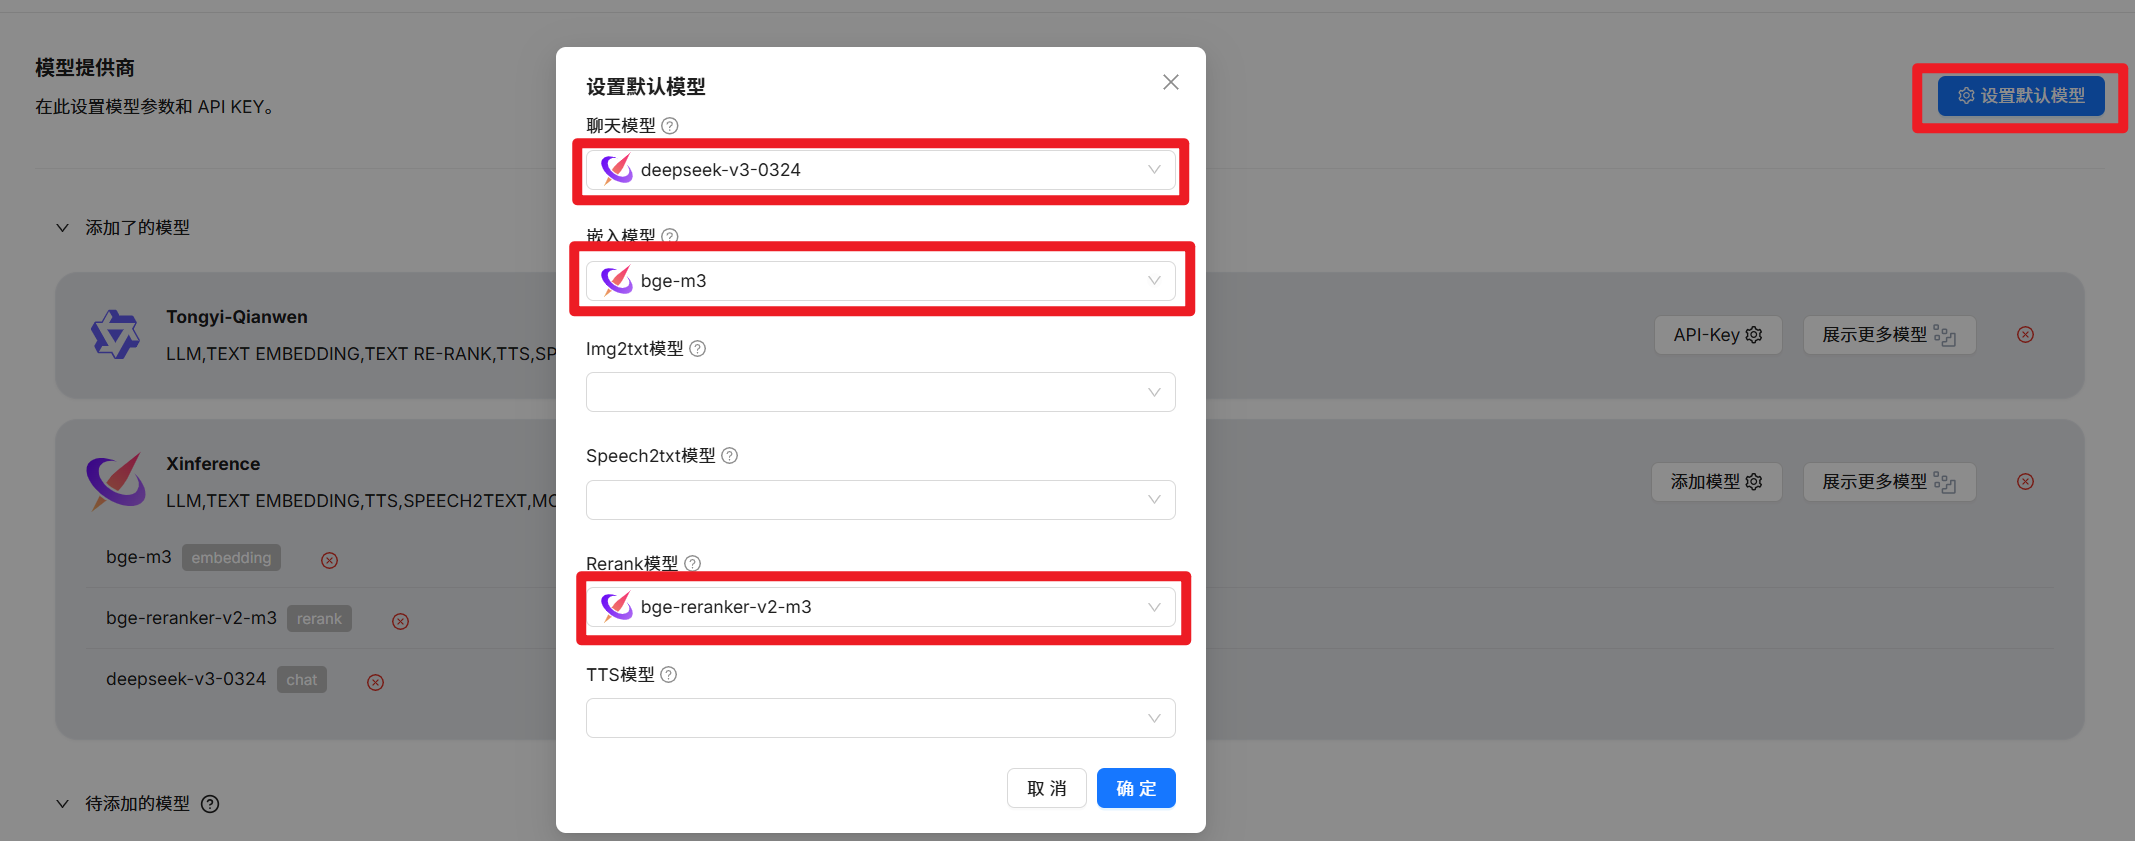 模型提供商
在此设置模型参数和 API KEY。
设置默认模型
添加了的模型
Tongyi-Qianwen
LLM,TEXT EMBEDDING,TEXT RE-RANK,TTS,SP
API-Key
展示更多模型
Xinference
LLM,TEXT EMBEDDING,TTS,SPEECH2TEXT,MO
添加模型
展示更多模型
bge-m3 embedding
bge-reranker-v2-m3 rerank
deepseek-v3-0324 chat
待添加的模型
设置默认模型
聊天模型
deepseek-v3-0324
嵌入模型
bge-m3
Img2txt模型
Speech2txt模型
Rerank模型
bge-reranker-v2-m3
TTS模型
取 消
确 定